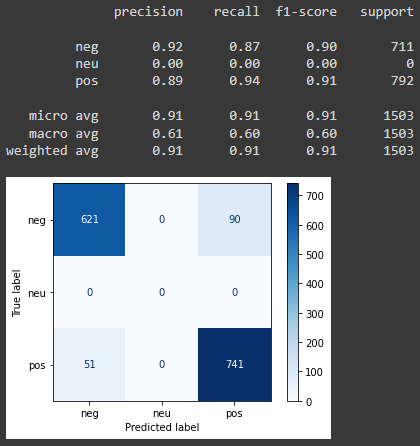 precision recall f1-score support
neg 0.92 0.87 0.90 711
neu 0.00 0.00 0.00 0
pos 0.89 0.94 0.91 792
micro avg 0.91 0.91 0.91 1503
macro avg 0.61 0.60 0.60 1503
weighted avg 0.91 0.91 0.91 1503
700
600
500
400
300
200
100
0
True label
neg 621 0 90
neu 0 0 0
pos 51 0 741
neg neu pos
Predicted label